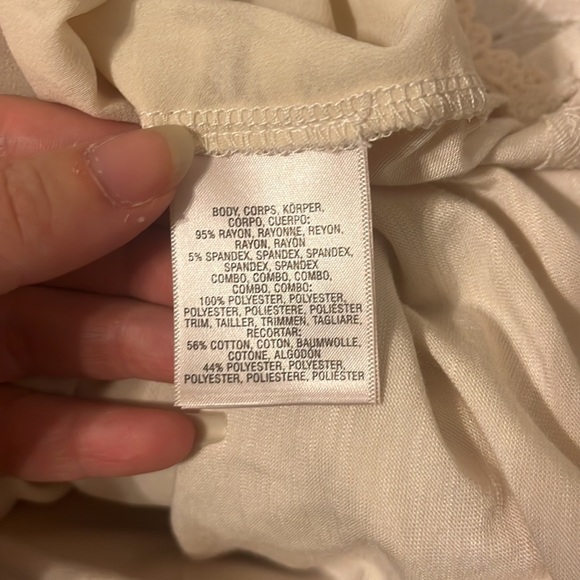 BODY, CORPS, KÖRPER,
CORPO, CUERPO:
95% RAYON, RAYONNE, REYON,
RAYON, RAYÓN
5% SPANDEX, SPANDEX, SPANDEX,
SPANDEX, SPANDEX
COMBO, COMBO, COMBO,
COMBO, COMBO:
100% POLYESTER, POLYESTER,
POLYESTER, POLIESTERE, POLIÉSTER
TRIM, TAILLER, TRIMMEN, TAGLIARE,
RECORTAR:
56% COTTON, COTON, BAUMWOLLE,
COTONE, ALGODÓN
44% POLYESTER, POLYESTER,
POLYESTER, POLIESTERE, POLIÉSTER